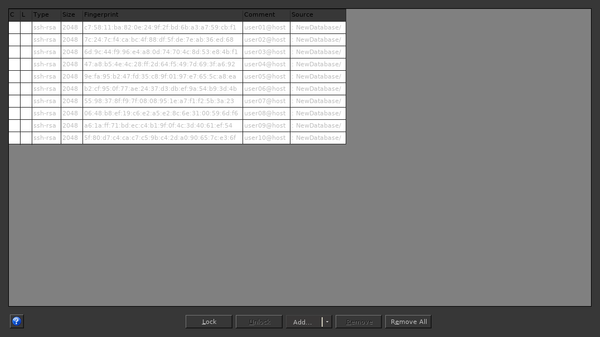 C L Type Size Fingerprint Comment Source
ssh-rsa 2048 c7:58:11:ba:82:0e:24:9f:2f:bd:6b:a3:a7:59:cb:f1 user01@host NewDatabase/
ssh-rsa 2048 7c:24:7c:f4:ca:bc:4f:88:df:5f:de:7e:ab:36:ed:68 user02@host NewDatabase/
ssh-rsa 2048 6d:9c:44:f9:96:e4:a8:0d:74:70:4c:8d:53:e8:4b:f1 user03@host NewDatabase/
ssh-rsa 2048 47:a8:b5:4e:4c:28:ff:2d:64:f5:49:7d:69:3f:a6:92 user04@host NewDatabase/
ssh-rsa 2048 9e:fa:95:b2:47:fd:35:c8:9f:01:97:e7:65:5c:a8:ea user05@host NewDatabase/
ssh-rsa 2048 b2:cf:95:0f:77:ae:24:37:d3:db:ef:9a:54:b9:3d:4b user06@host NewDatabase/
ssh-rsa 2048 55:98:37:8f:f9:7f:08:08:95:1e:a7:f1:f2:5b:3a:23 user07@host NewDatabase/
ssh-rsa 2048 06:48:b8:ef:19:c6:e2:a5:e2:8c:6e:31:00:59:6d:f6 user08@host NewDatabase/
ssh-rsa 2048 a6:1a:ff:71:bd:ec:c4:b1:9f:0f:4c:3d:40:61:ef:54 user09@host NewDatabase/
ssh-rsa 2048 5f:80:d7:c4:ca:c7:c5:9b:c4:2d:a0:90:65:7c:e3:6f user10@host NewDatabase/
Lock Unlock Add... Remove Remove All